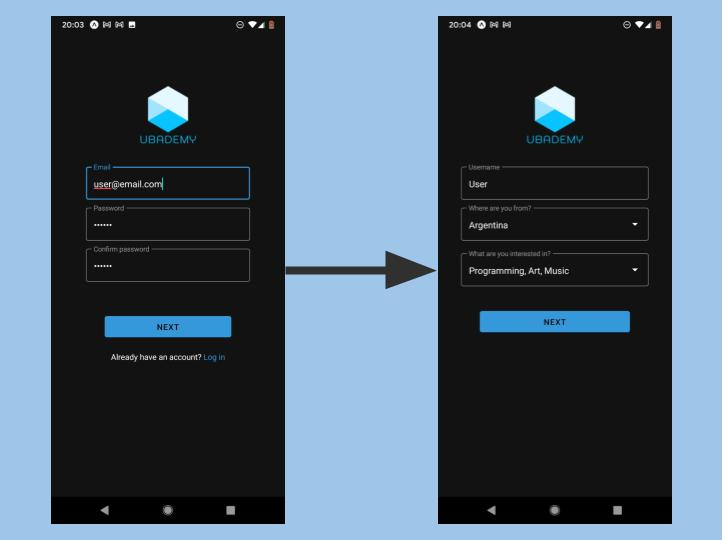 20:03
UBADEMY
Email
user@email.com
Password
••••••
Confirm password
••••••
NEXT
Already have an account? Log in
20:04
UBADEMY
Username
User
Where are you from?
Argentina
What are you interested in?
Programming, Art, Music
NEXT